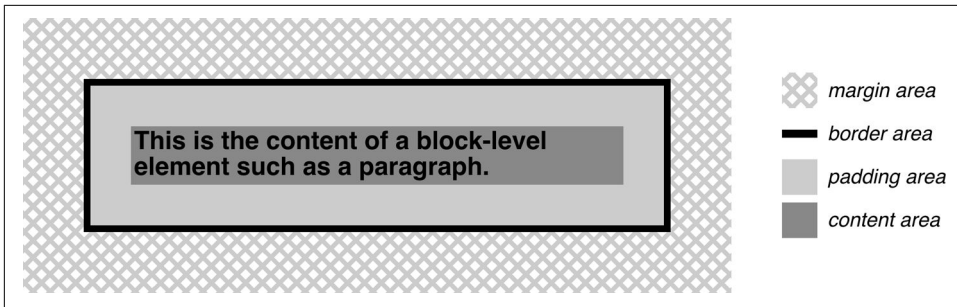 This is the content of a block-level
element such as a paragraph.
margin area
border area
padding area
content area